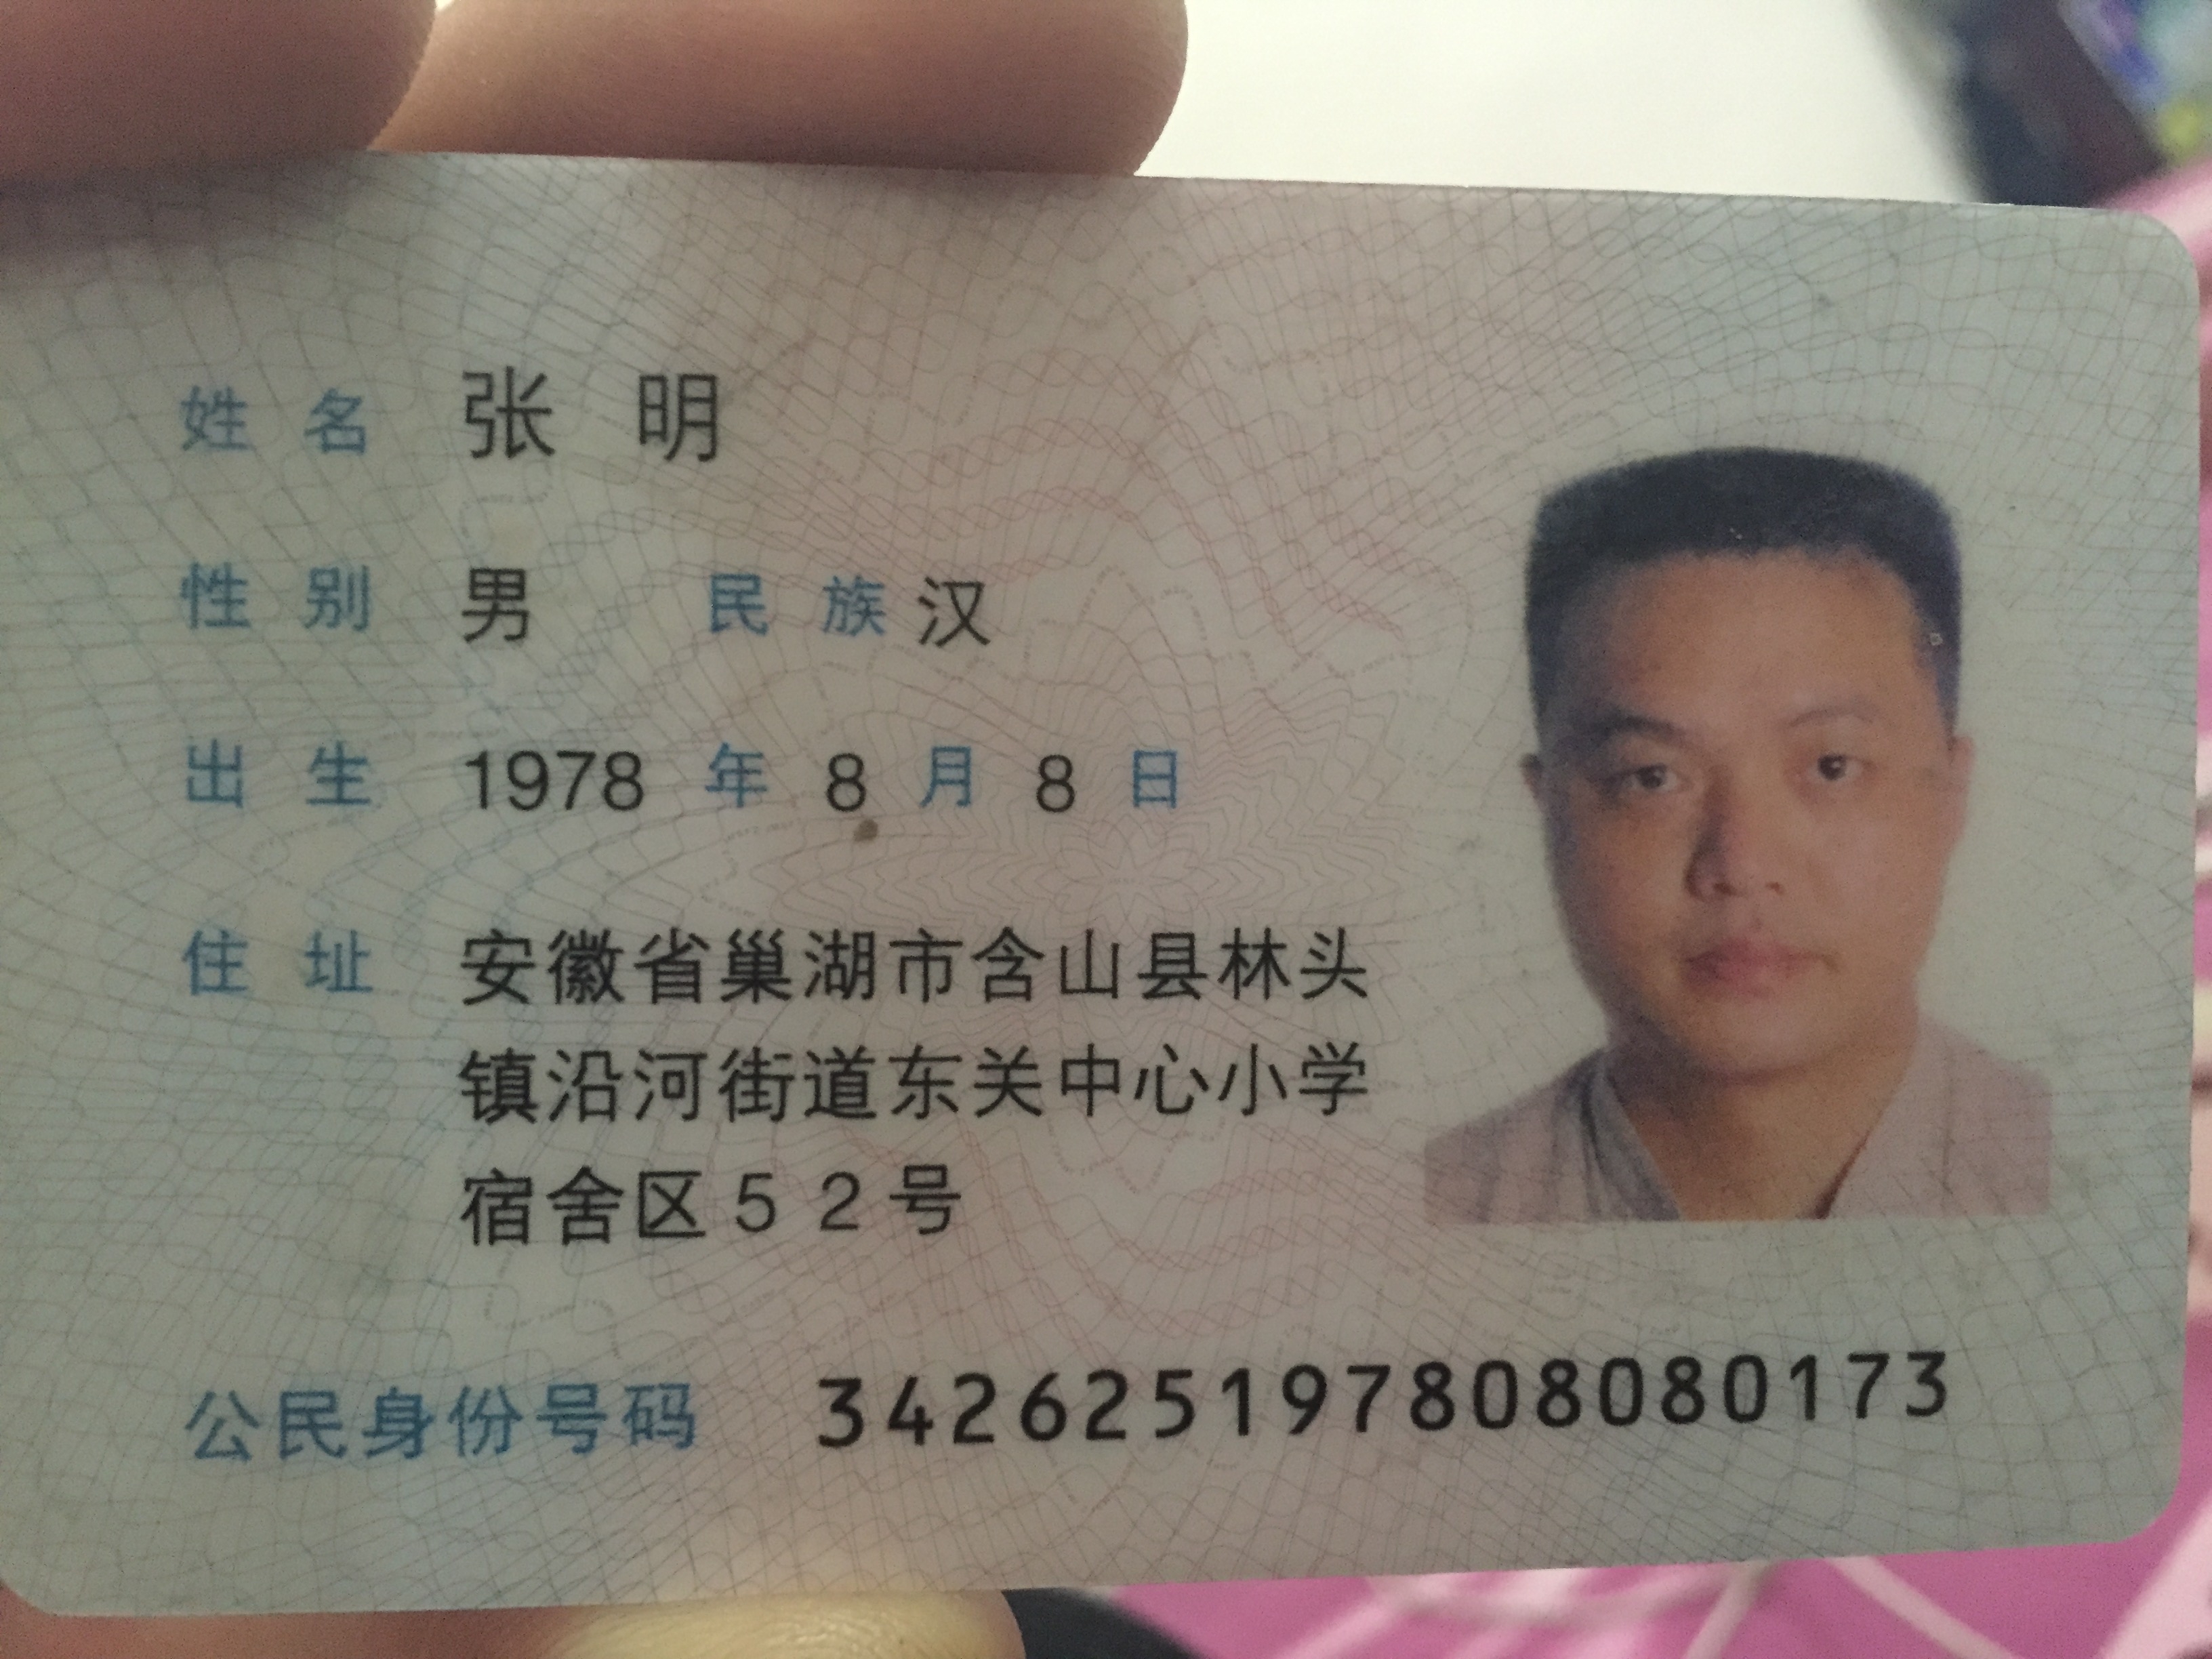 姓名 张明
性别 男 民族 汉
出生 1978 年 8 月 8 日
住址 安徽省巢湖市含山县林头
镇沿河街道东关中心小学
宿舍区52号
公民身份号码 342625197808080173